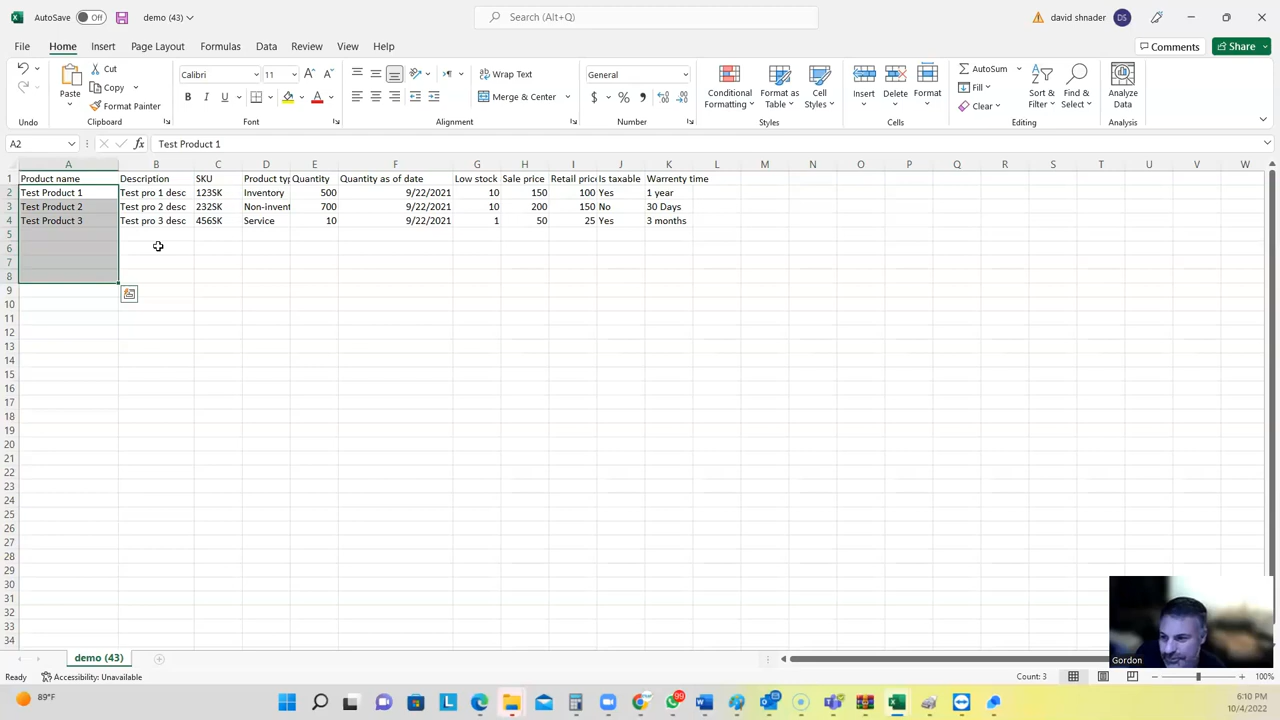 AutoSave Off demo (43) Search (Alt+Q) david shnader DS
File Home Insert Page Layout Formulas Data Review View Help Comments Share
Paste Cut Copy Format Painter Calibri 11 Wrap Text Merge & Center General Conditional Formatting Format as Table Cell Styles Insert Delete Format AutoSum Fill Clear Sort & Filter Find & Select Analyze Data
Undo Clipboard Font Alignment Number Styles Cells Editing Analysis
A2 fx Test Product 1
A B C D E F G H I J K L M N O P Q R S T U V W
1 Product name Description SKU Product typ Quantity Quantity as of date Low stock Sale price Retail price Is taxable Warrenty time
2 Test Product 1 Test pro 1 desc 123SK Inventory 500 9/22/2021 10 150 100 Yes 1 year
3 Test Product 2 Test pro 2 desc 232SK Non-invent 700 9/22/2021 10 200 150 No 30 Days
4 Test Product 3 Test pro 3 desc 456SK Service 10 9/22/2021 1 50 25 Yes 3 months
5
6
7
8
9
10
11
12
13
14
15
16
17
18
19
20
21
22
23
24
25
26
27
28
29
30
31
32
33
34
Gordon
demo (43)
Ready Accessibility: Unavailable Count: 3 100%
89°F 99 6:10 PM
10/4/2022